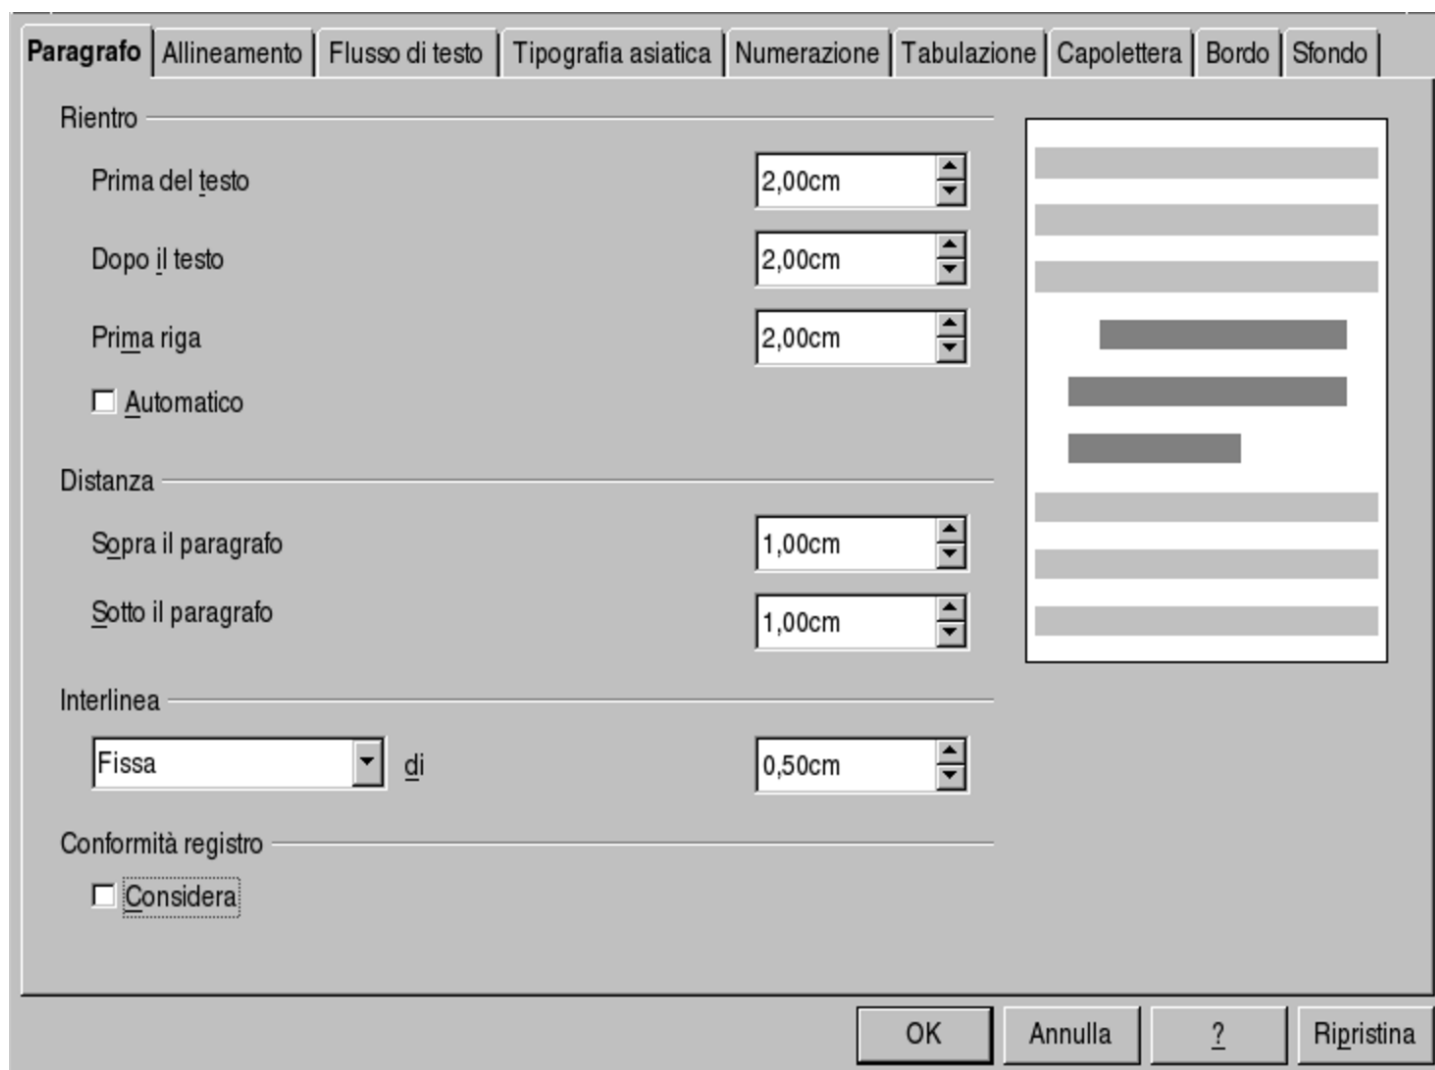 Paragrafo Allineamento Flusso di testo Tipografia asiatica Numerazione Tabulazione Capolettera Bordo Sfondo
Rientro
Prima del testo 2,00cm
Dopo il testo 2,00cm
Prima riga 2,00cm
Automatico
Distanza
Sopra il paragrafo 1,00cm
Sotto il paragrafo 1,00cm
Interlinea
Fissa di 0,50cm
Conformità registro
Considera
OK Annulla ? Ripristina